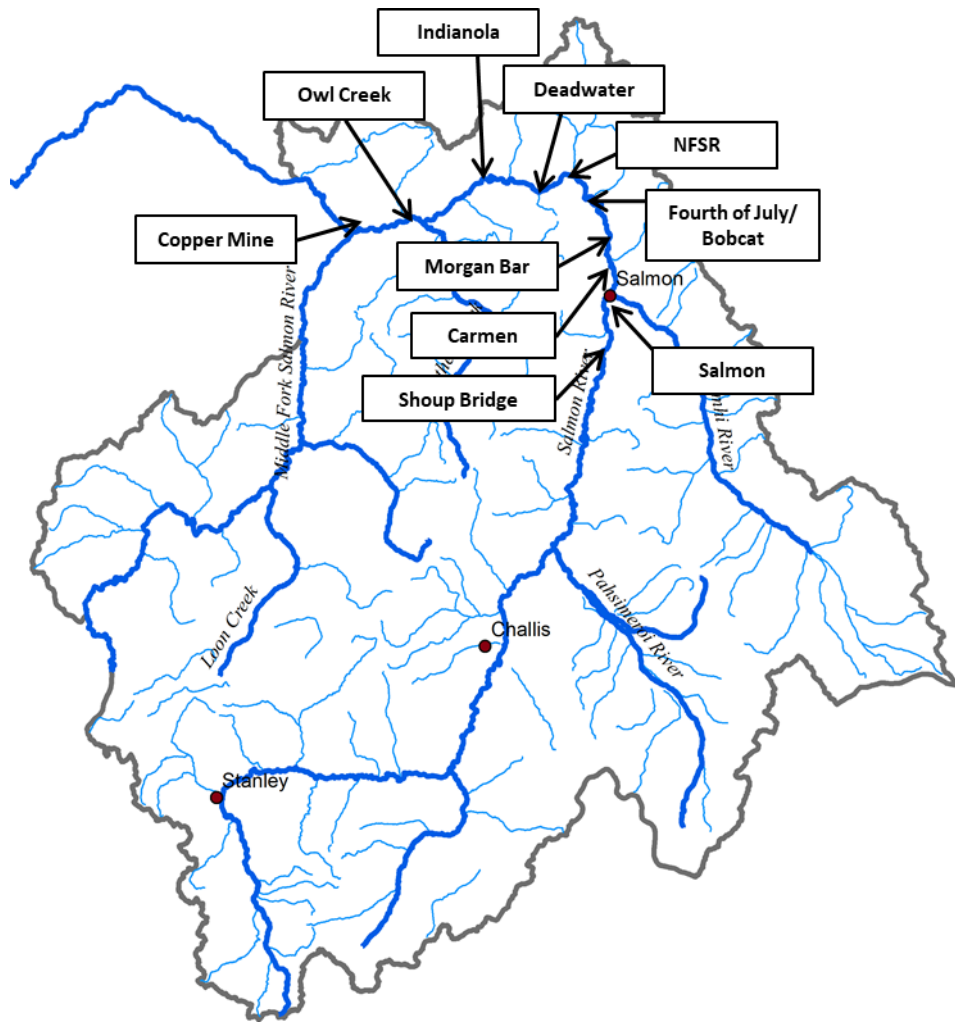 Indianola
Owl Creek
Deadwater
NFSR
Fourth of July/
Bobcat
Copper Mine
Morgan Bar
Salmon
Carmen
Salmon
Shoup Bridge
Middle Fork Salmon River
Salmon River
River
Loon Creek
Pahsimeroi River
Challis
Stanley